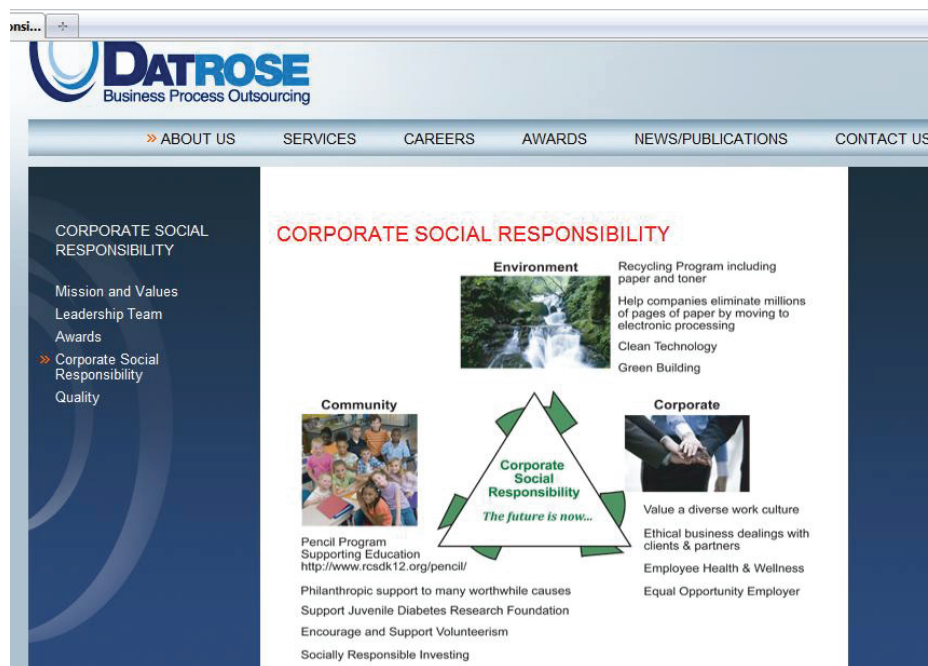 onsi...
DATROSE
Business Process Outsourcing
» ABOUT US SERVICES CAREERS AWARDS NEWS/PUBLICATIONS CONTACT US
CORPORATE SOCIAL
RESPONSIBILITY
Mission and Values
Leadership Team
Awards
» Corporate Social
Responsibility
Quality
CORPORATE SOCIAL RESPONSIBILITY
Environment
Recycling Program including
paper and toner
Help companies eliminate millions
of pages of paper by moving to
electronic processing
Clean Technology
Green Building
Community
Pencil Program
Supporting Education
http://www.rcsdk12.org/pencil/
Philanthropic support to many worthwhile causes
Support Juvenile Diabetes Research Foundation
Encourage and Support Volunteerism
Socially Responsible Investing
Corporate
Social
Responsibility
The future is now...
Corporate
Value a diverse work culture
Ethical business dealings with
clients & partners
Employee Health & Wellness
Equal Opportunity Employer